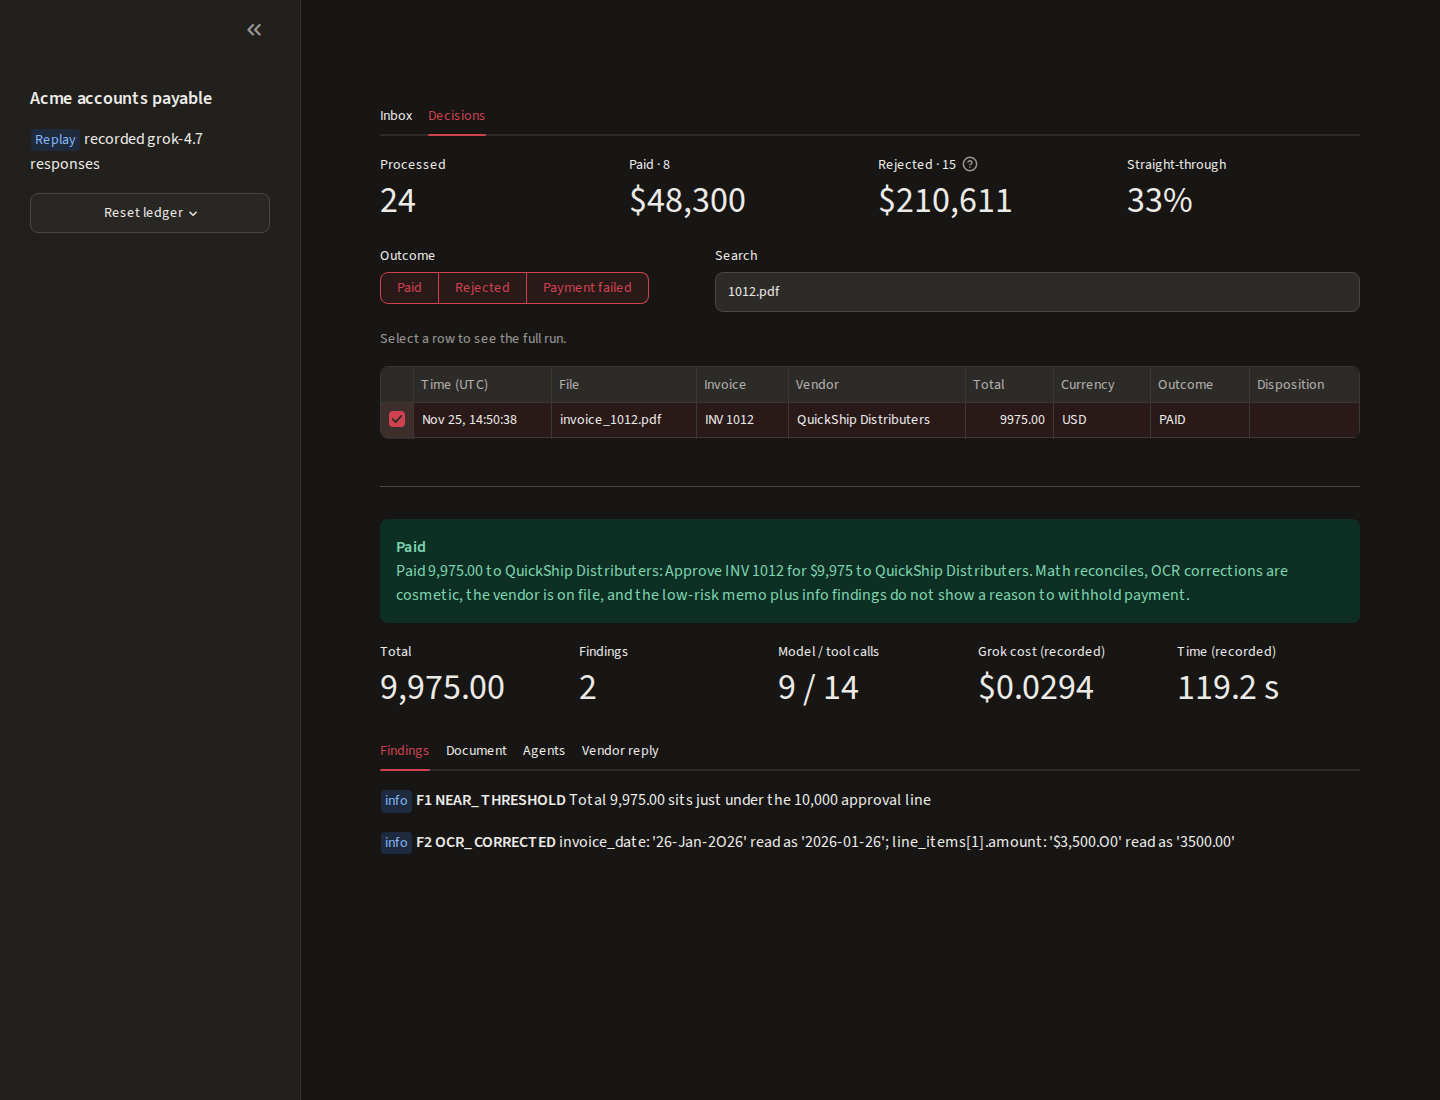 Acme accounts payable
Replay recorded grok-4.7
responses
Reset ledger
Inbox Decisions
Processed Paid · 8 Rejected · 15 Straight-through
24 $48,300 $210,611 33%
Outcome Search
Paid Rejected Payment failed 1012.pdf
Select a row to see the full run.
Time (UTC) File Invoice Vendor Total Currency Outcome Disposition
Nov 25, 14:50:38 invoice_1012.pdf INV 1012 QuickShip Distributers 9975.00 USD PAID
Paid
Paid 9,975.00 to QuickShip Distributers: Approve INV 1012 for $9,975 to QuickShip Distributers. Math reconciles, OCR corrections are
cosmetic, the vendor is on file, and the low-risk memo plus info findings do not show a reason to withhold payment.
Total Findings Model / tool calls Grok cost (recorded) Time (recorded)
9,975.00 2 9 / 14 $0.0294 119.2 s
Findings Document Agents Vendor reply
info F1 NEAR_THRESHOLD Total 9,975.00 sits just under the 10,000 approval line
info F2 OCR_CORRECTED invoice_date: '26-Jan-2O26' read as '2026-01-26'; line_items[1].amount: '$3,500.O0' read as '3500.00'